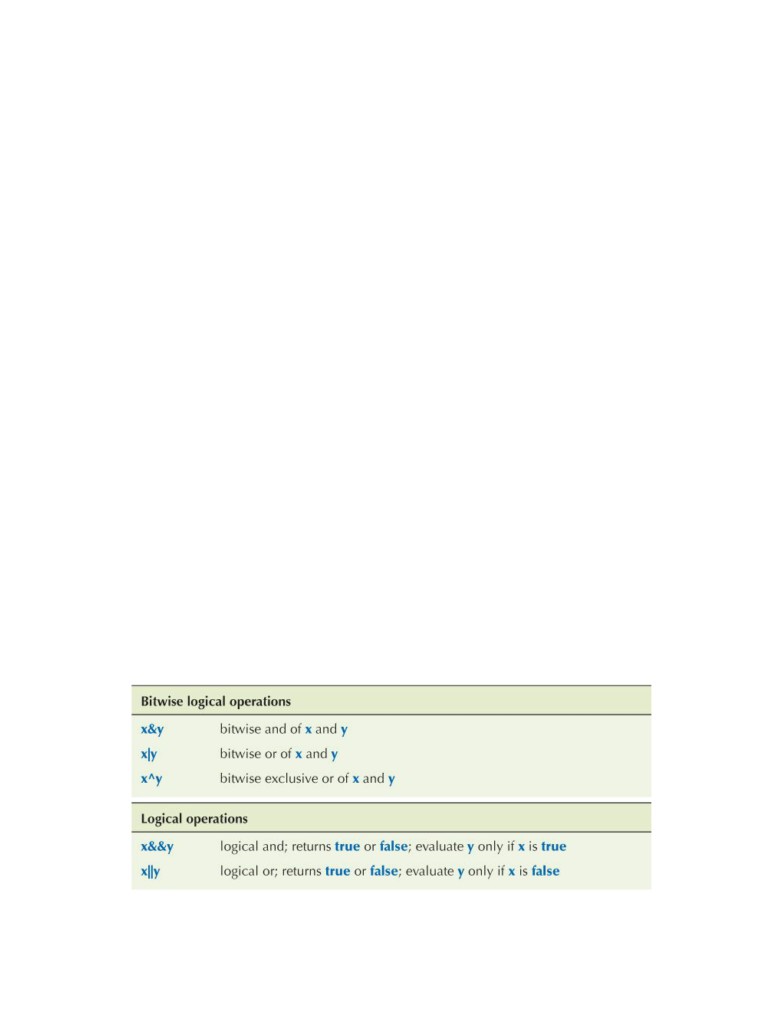 Bitwise logical operations
x&y bitwise and of x and y
x|y bitwise or of x and y
x^y bitwise exclusive or of x and y
Logical operations
x&&y logical and; returns true or false; evaluate y only if x is true
x||y logical or; returns true or false; evaluate y only if x is false